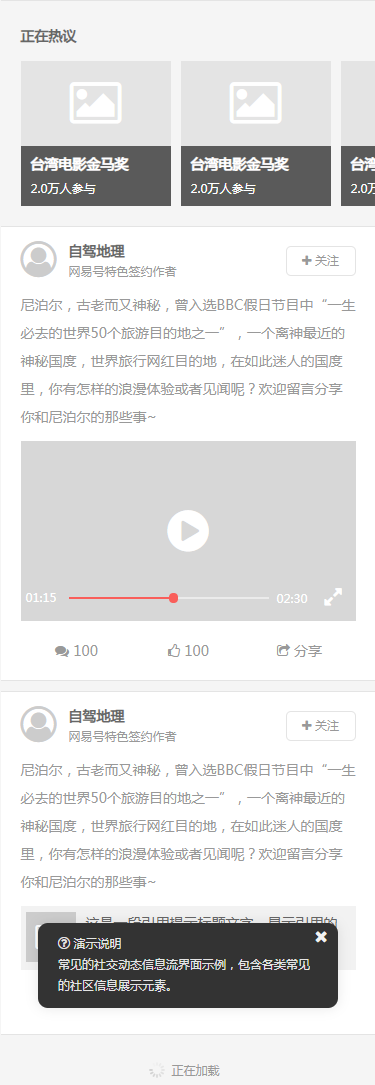 正在热议
台湾电影金马奖
2.0万人参与
台湾电影金马奖
2.0万人参与
台湾
2.0万
自驾地理
网易号特色签约作者
关注
尼泊尔，古老而又神秘，曾入选BBC假日节目中“一生
必去的世界50个旅游目的地之一”，一个离神最近的
神秘国度，世界旅行网红目的地，在如此迷人的国度
里，你有怎样的浪漫体验或者见闻呢？欢迎留言分享
你和尼泊尔的那些事~
01:15
02:30
100
100
分享
自驾地理
网易号特色签约作者
关注
尼泊尔，古老而又神秘，曾入选BBC假日节目中“一生
必去的世界50个旅游目的地之一”，一个离神最近的
神秘国度，世界旅行网红目的地，在如此迷人的国度
里，你有怎样的浪漫体验或者见闻呢？欢迎留言分享
你和尼泊尔的那些事~
这是一段引用提示标题文字，显示引用的
演示说明
常见的社交动态信息流界面示例，包含各类常见
的社区信息展示元素。
正在加载